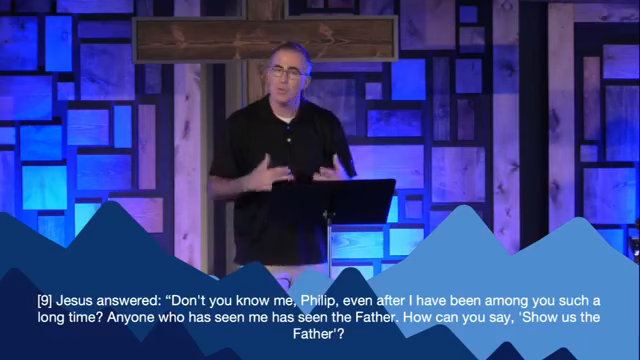 [9] Jesus answered: “Don't you know me, Philip, even after I have been among you such a
long time? Anyone who has seen me has seen the Father. How can you say, 'Show us the
Father'?